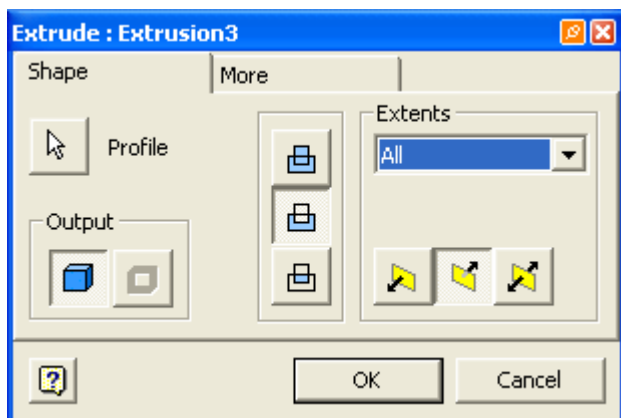 Extrude : Extrusion3
Shape
More
Profile
Extents
All
Output
?
OK
Cancel